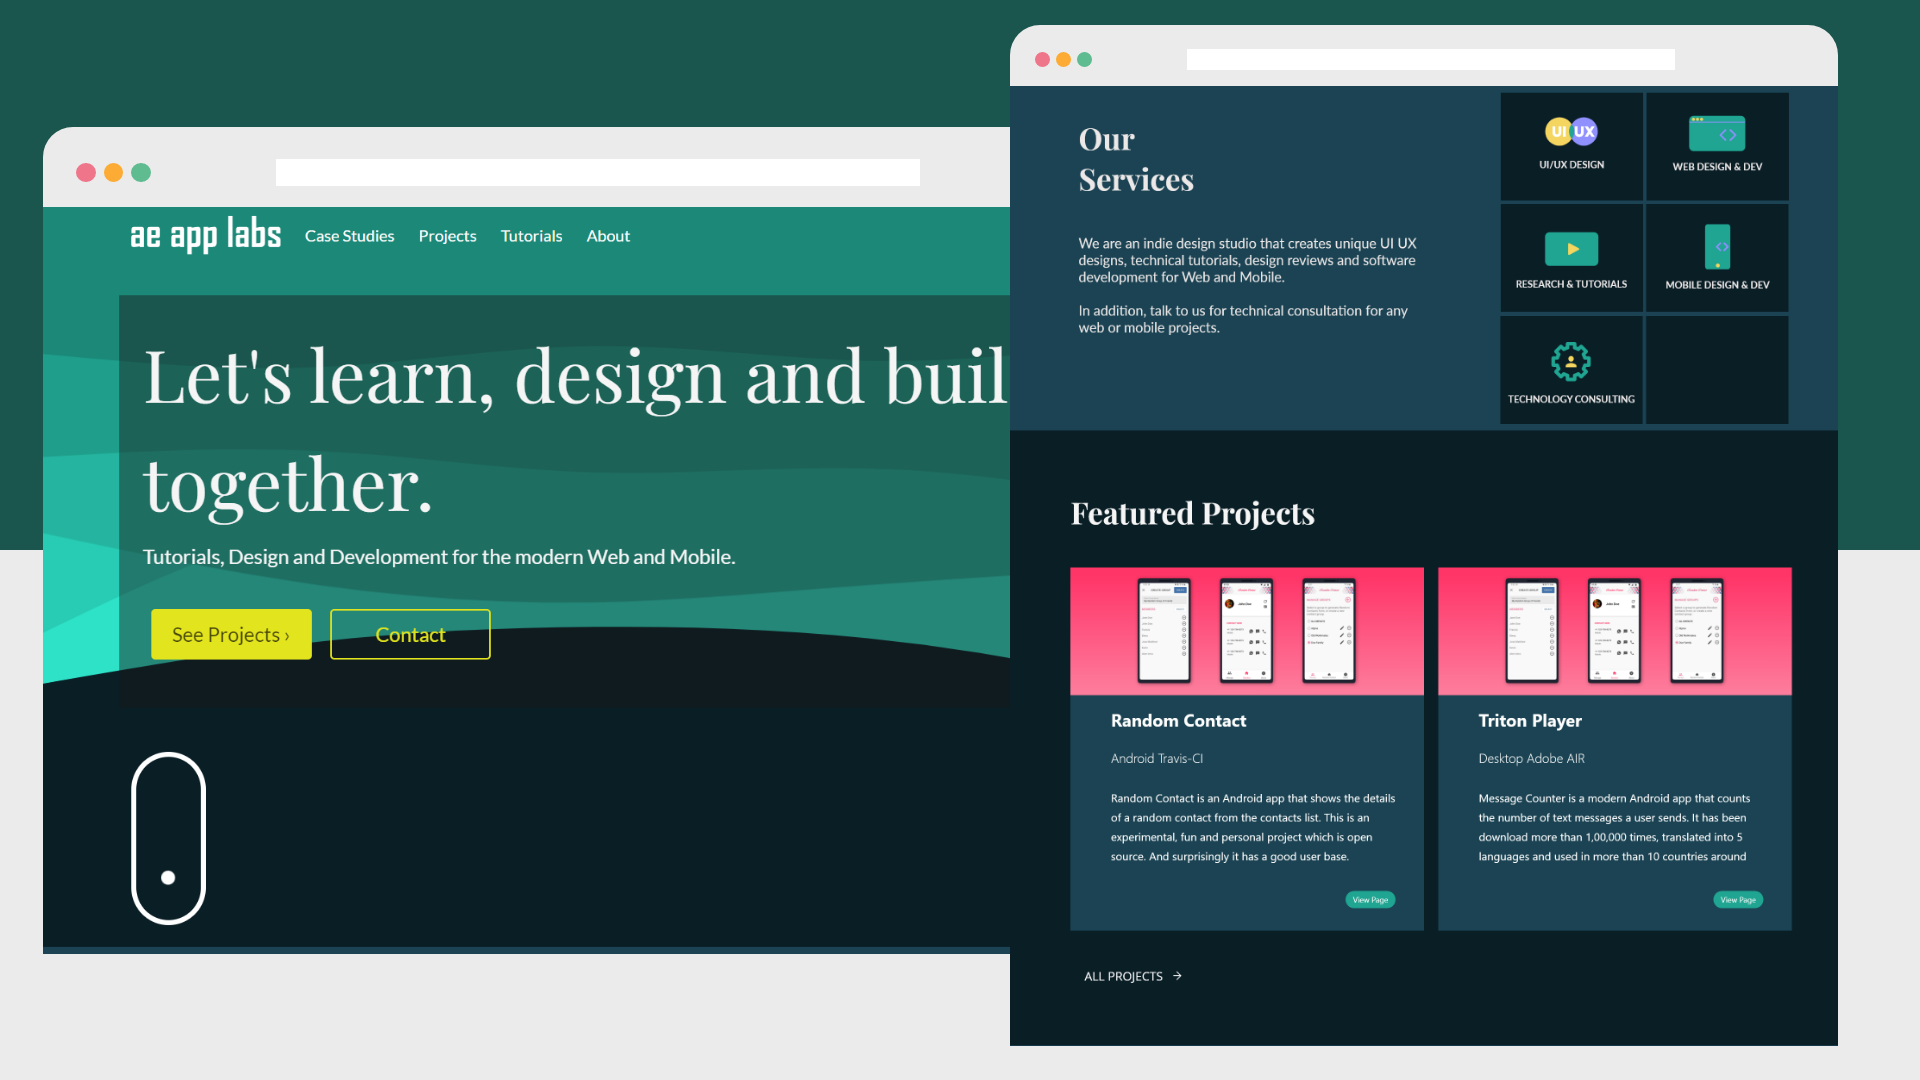 ae app labs
Case Studies
Projects
Tutorials
About
Let's learn, design and buil
together.
Tutorials, Design and Development for the modern Web and Mobile.
See Projects ›
Contact
Our
Services
We are an indie design studio that creates unique UI UX
designs, technical tutorials, design reviews and software
development for Web and Mobile.
In addition, talk to us for technical consultation for any
web or mobile projects.
UI UX
UI/UX DESIGN
WEB DESIGN & DEV
RESEARCH & TUTORIALS
MOBILE DESIGN & DEV
TECHNOLOGY CONSULTING
Featured Projects
Random Contact
Android Travis-CI
Random Contact is an Android app that shows the details
of a random contact from the contacts list. This is an
experimental, fun and personal project which is open
source. And surprisingly it has a good user base.
View Page
Triton Player
Desktop Adobe AIR
Message Counter is a modern Android app that counts
the number of text messages a user sends. It has been
download more than 1,00,000 times, translated into 5
languages and used in more than 10 countries around
View Page
ALL PROJECTS →